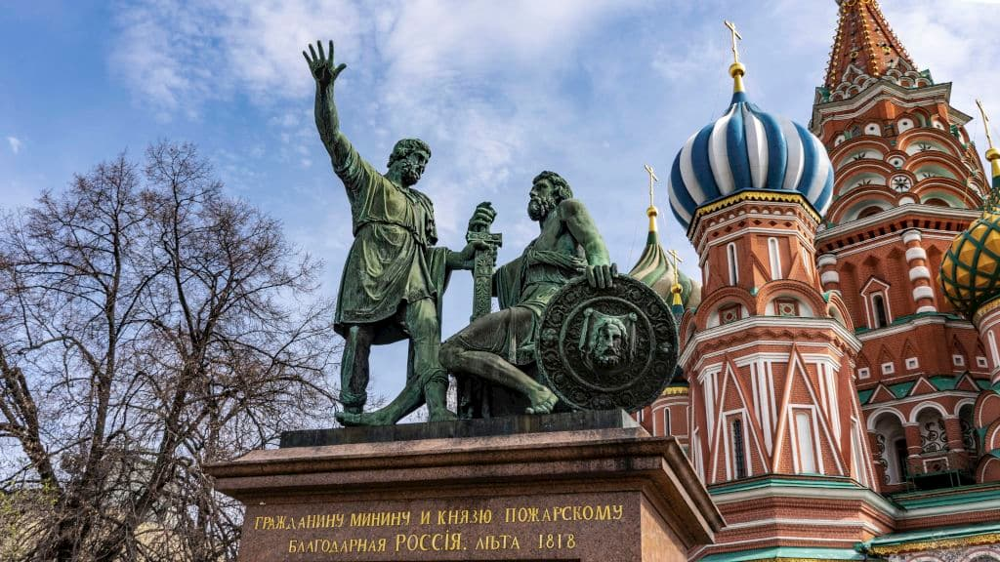 ГРАЖДАНИНУ МИНИНУ И КНЯЗЮ ПОЖАРСКОМУ
БЛАГОДАРНАЯ РОССІЯ. ЛѢТА 1818